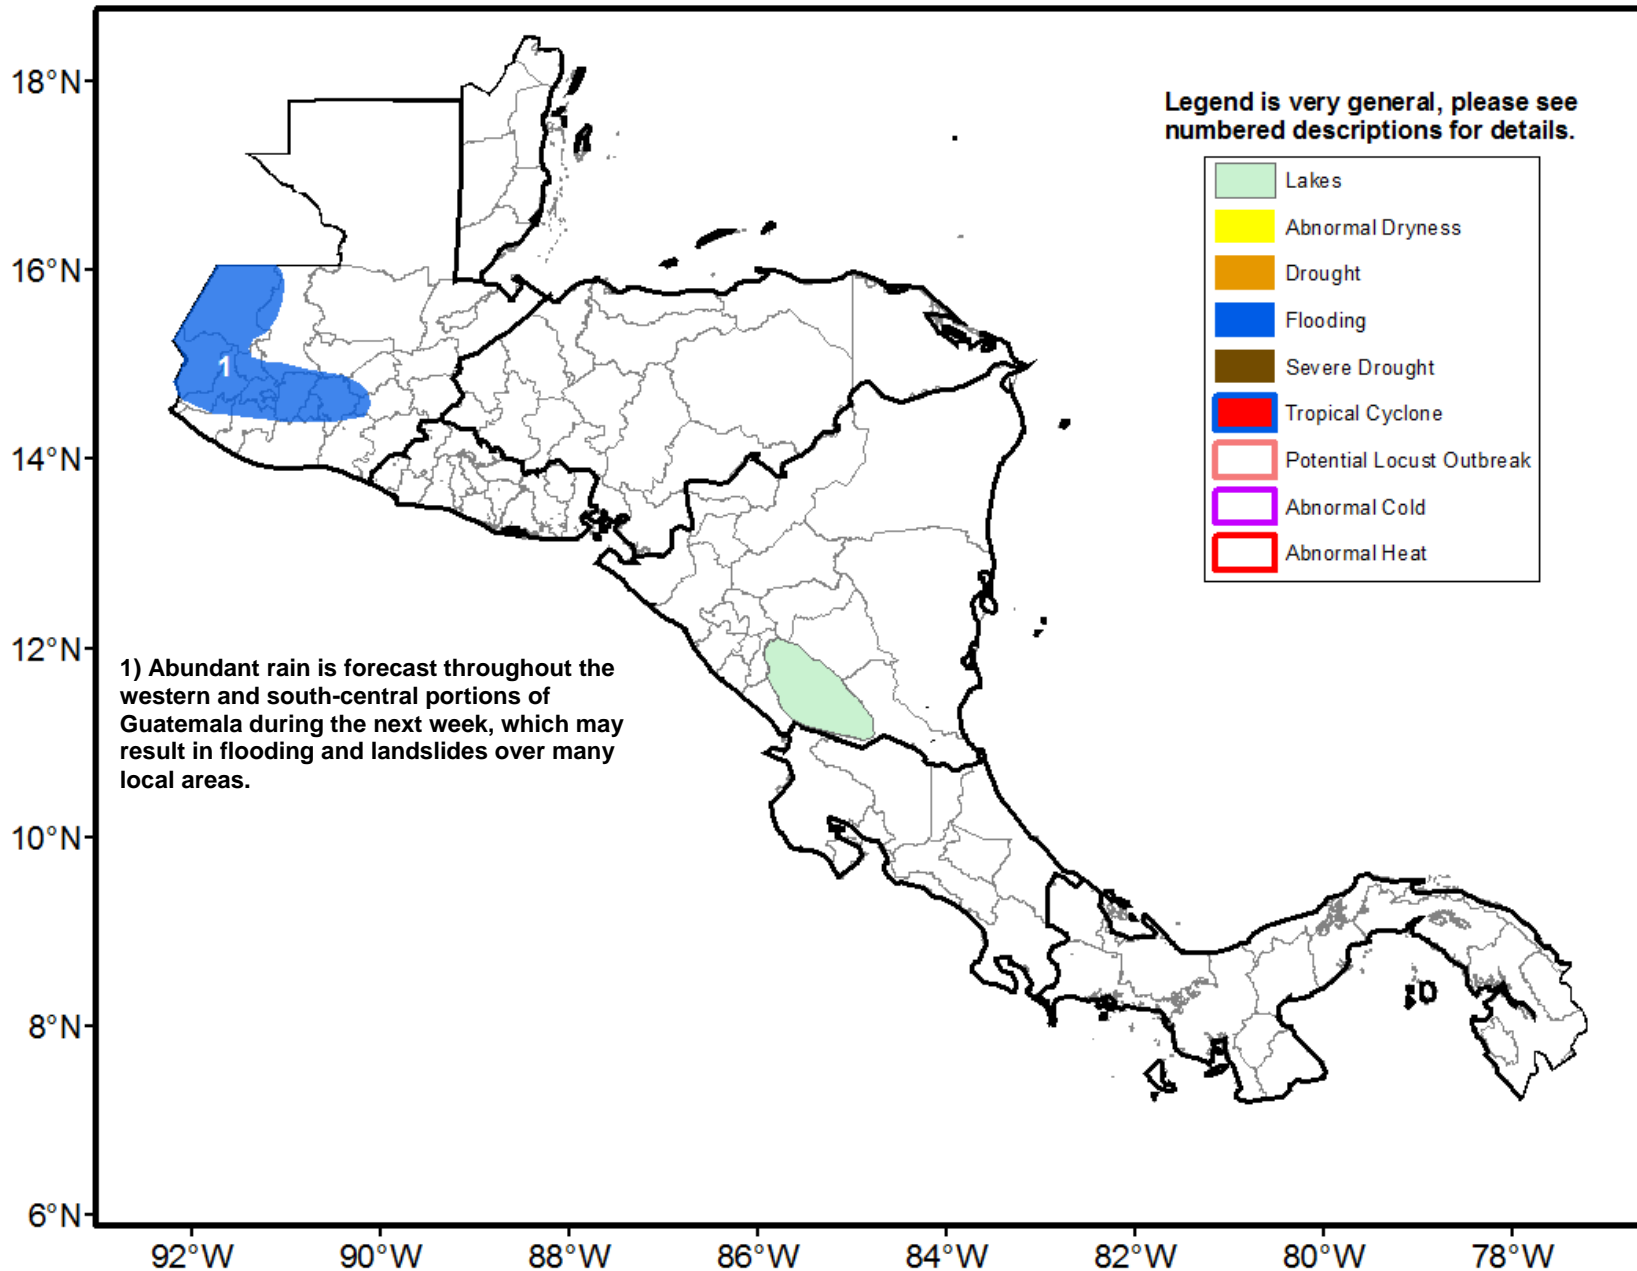 18°N
16°N
14°N
12°N
10°N
8°N
6°N
92°W 90°W 88°W 86°W 84°W 82°W 80°W 78°W
Legend is very general, please see
numbered descriptions for details.
Lakes
Abnormal Dryness
Drought
Flooding
Severe Drought
Tropical Cyclone
Potential Locust Outbreak
Abnormal Cold
Abnormal Heat
1
1) Abundant rain is forecast throughout the
western and south-central portions of
Guatemala during the next week, which may
result in flooding and landslides over many
local areas.